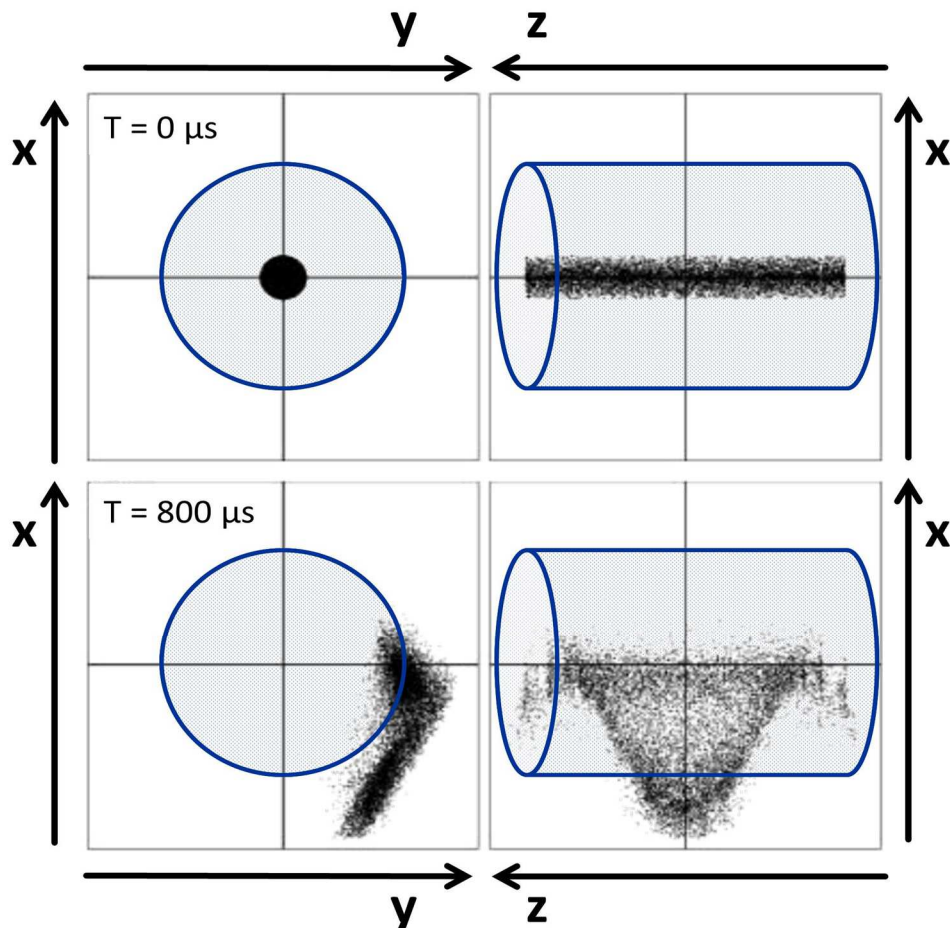 y z
x T = 0 µs x
x T = 800 µs x
y z